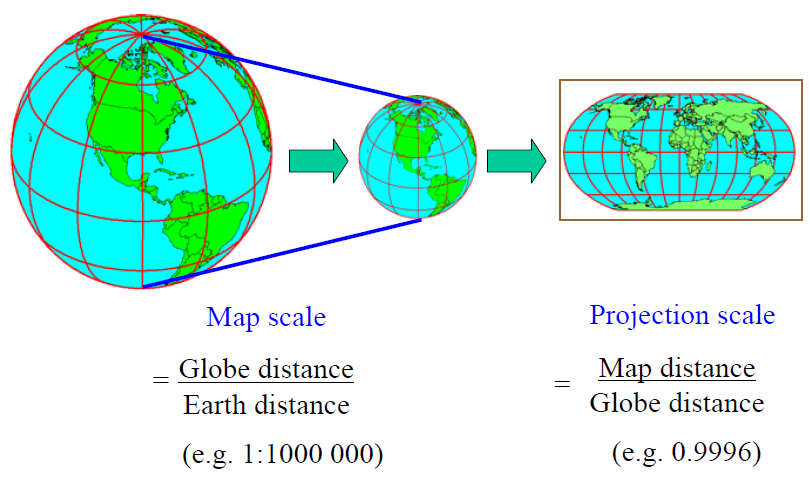 Map scale
= Globe distance
Earth distance
(e.g. 1:1000 000)
Projection scale
= Map distance
Globe distance
(e.g. 0.9996)